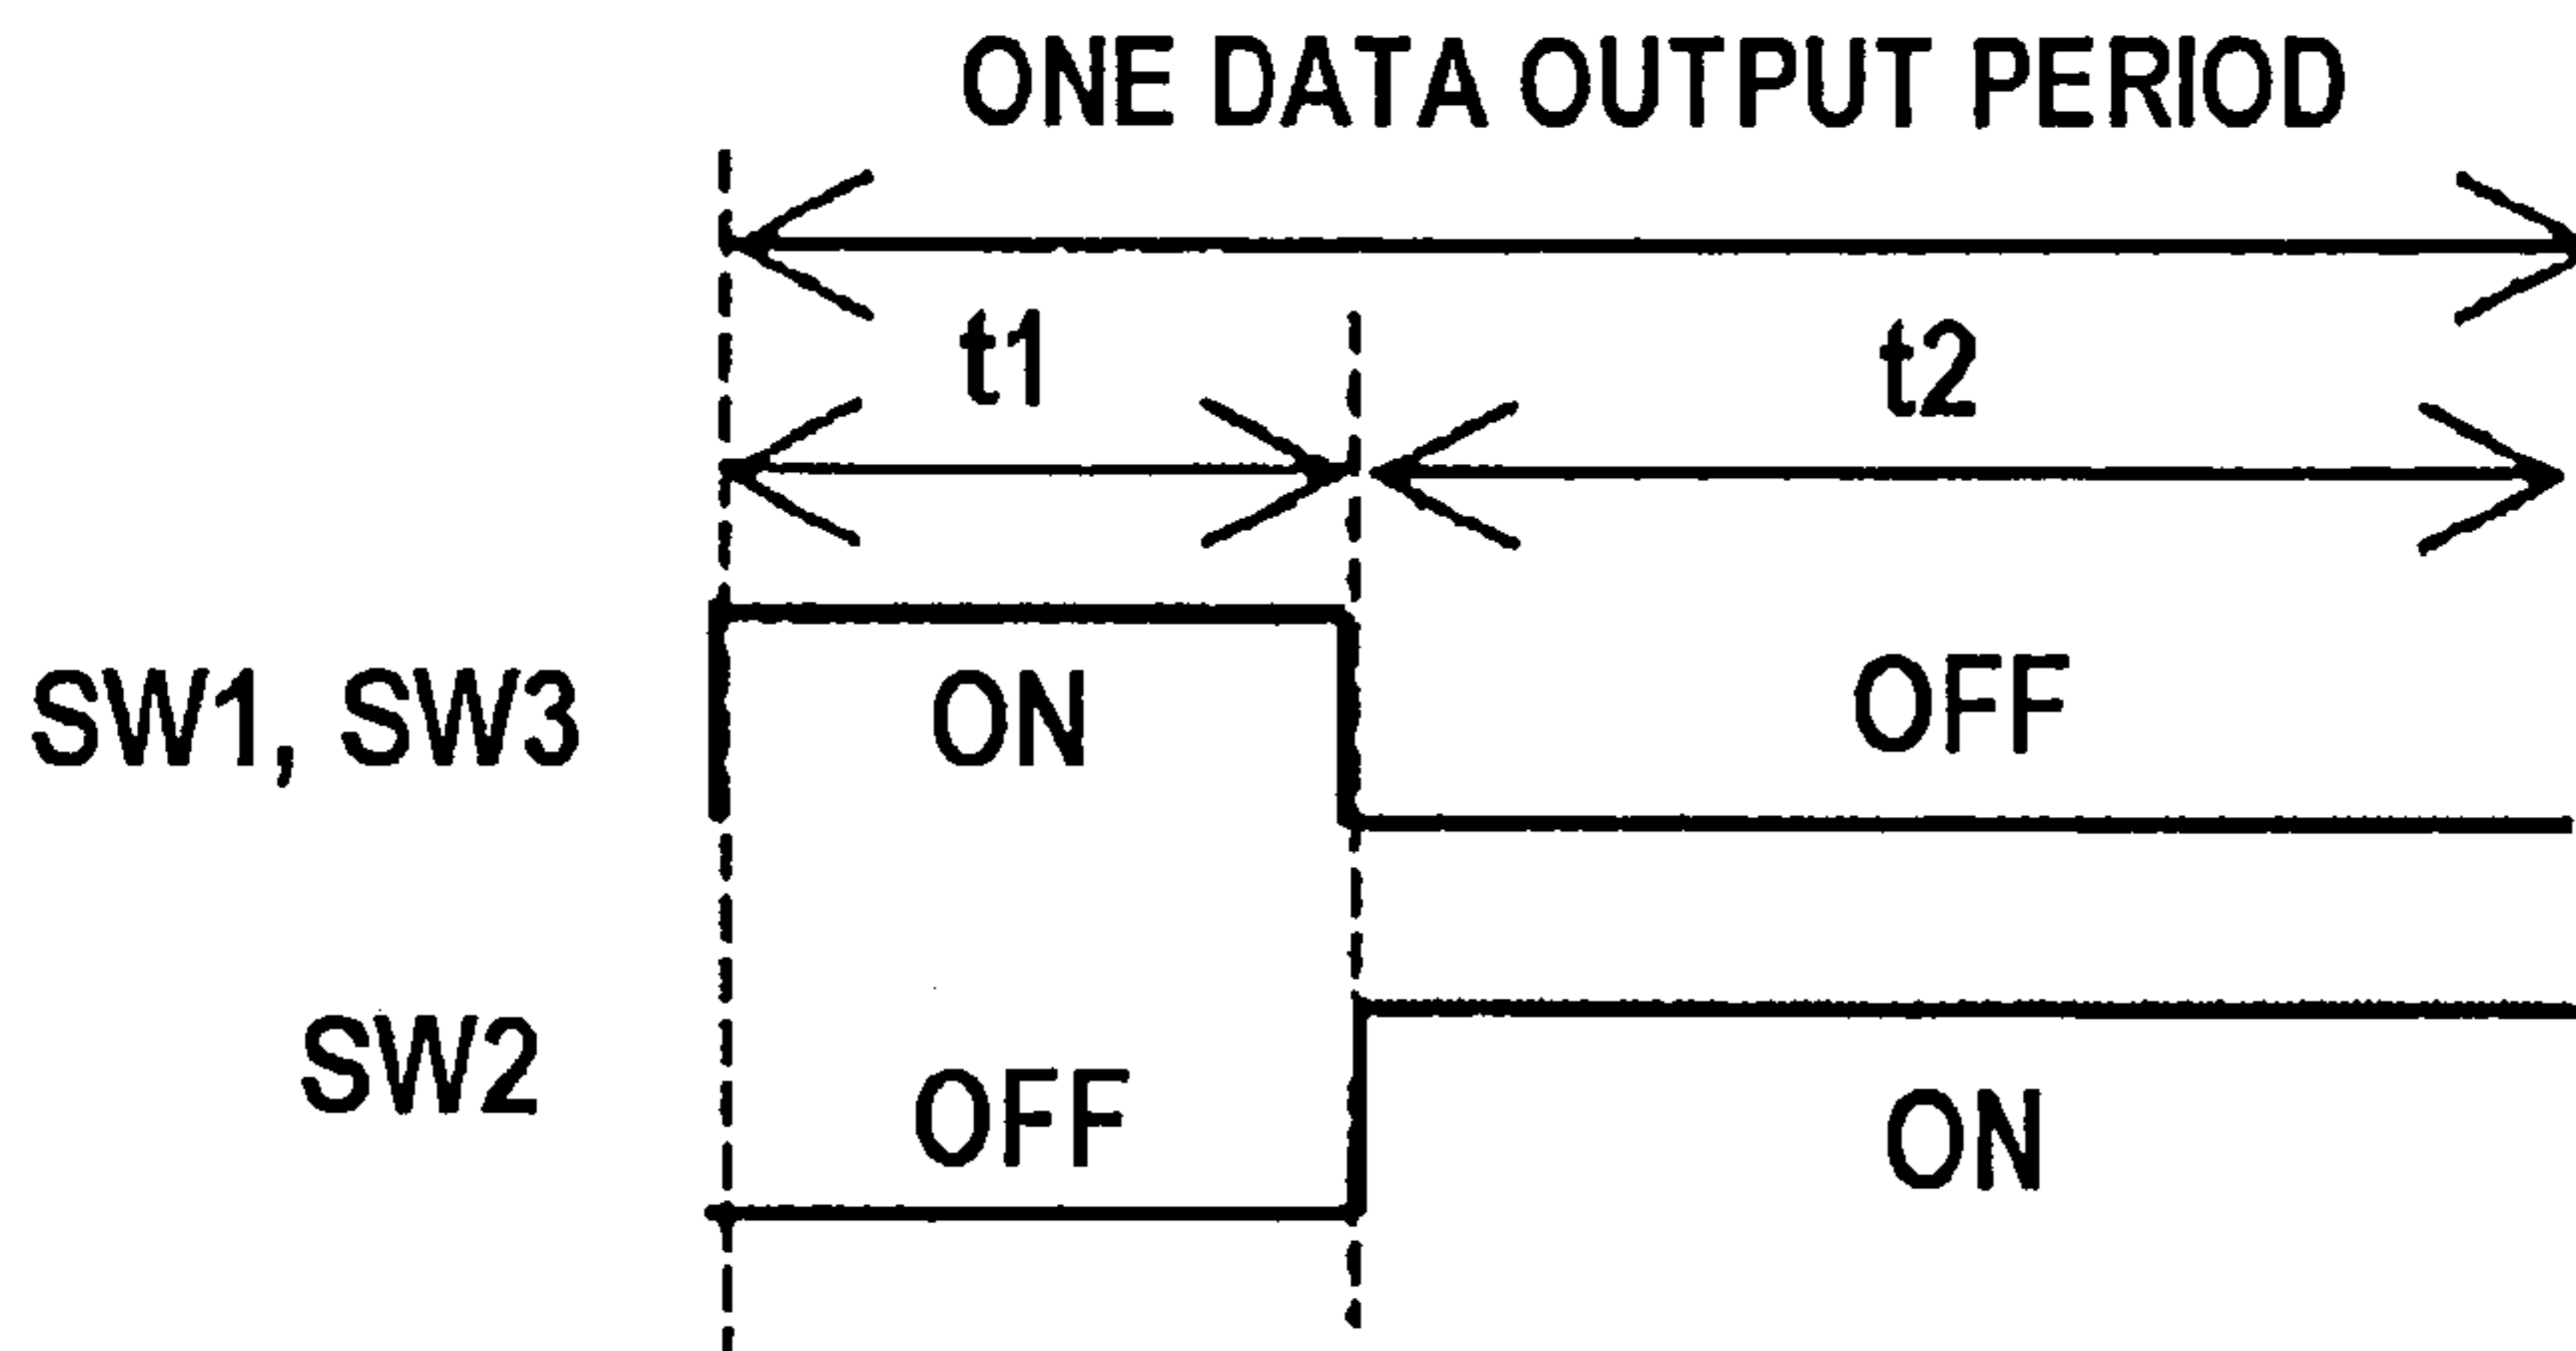 ONE DATA OUTPUT PERIOD
t1
t2
SW1, SW3
ON
OFF
SW2
OFF
ON